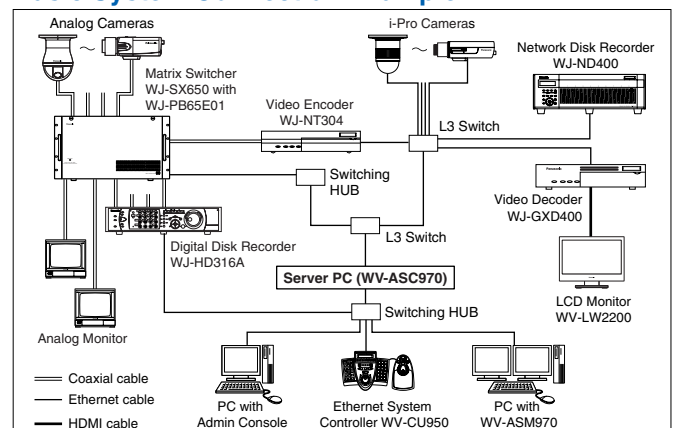 Analog Cameras
i-Pro Cameras
Network Disk Recorder
WJ-ND400
Matrix Switcher
WJ-SX650 with
WJ-PB65E01
Video Encoder
WJ-NT304
L3 Switch
Switching
HUB
Video Decoder
WJ-GXD400
L3 Switch
Digital Disk Recorder
WJ-HD316A
Server PC (WV-ASC970)
LCD Monitor
WV-LW2200
Switching HUB
Analog Monitor
Coaxial cable
Ethernet cable
HDMI cable
PC with
Admin Console
Ethernet System
Controller WV-CU950
PC with
WV-ASM970